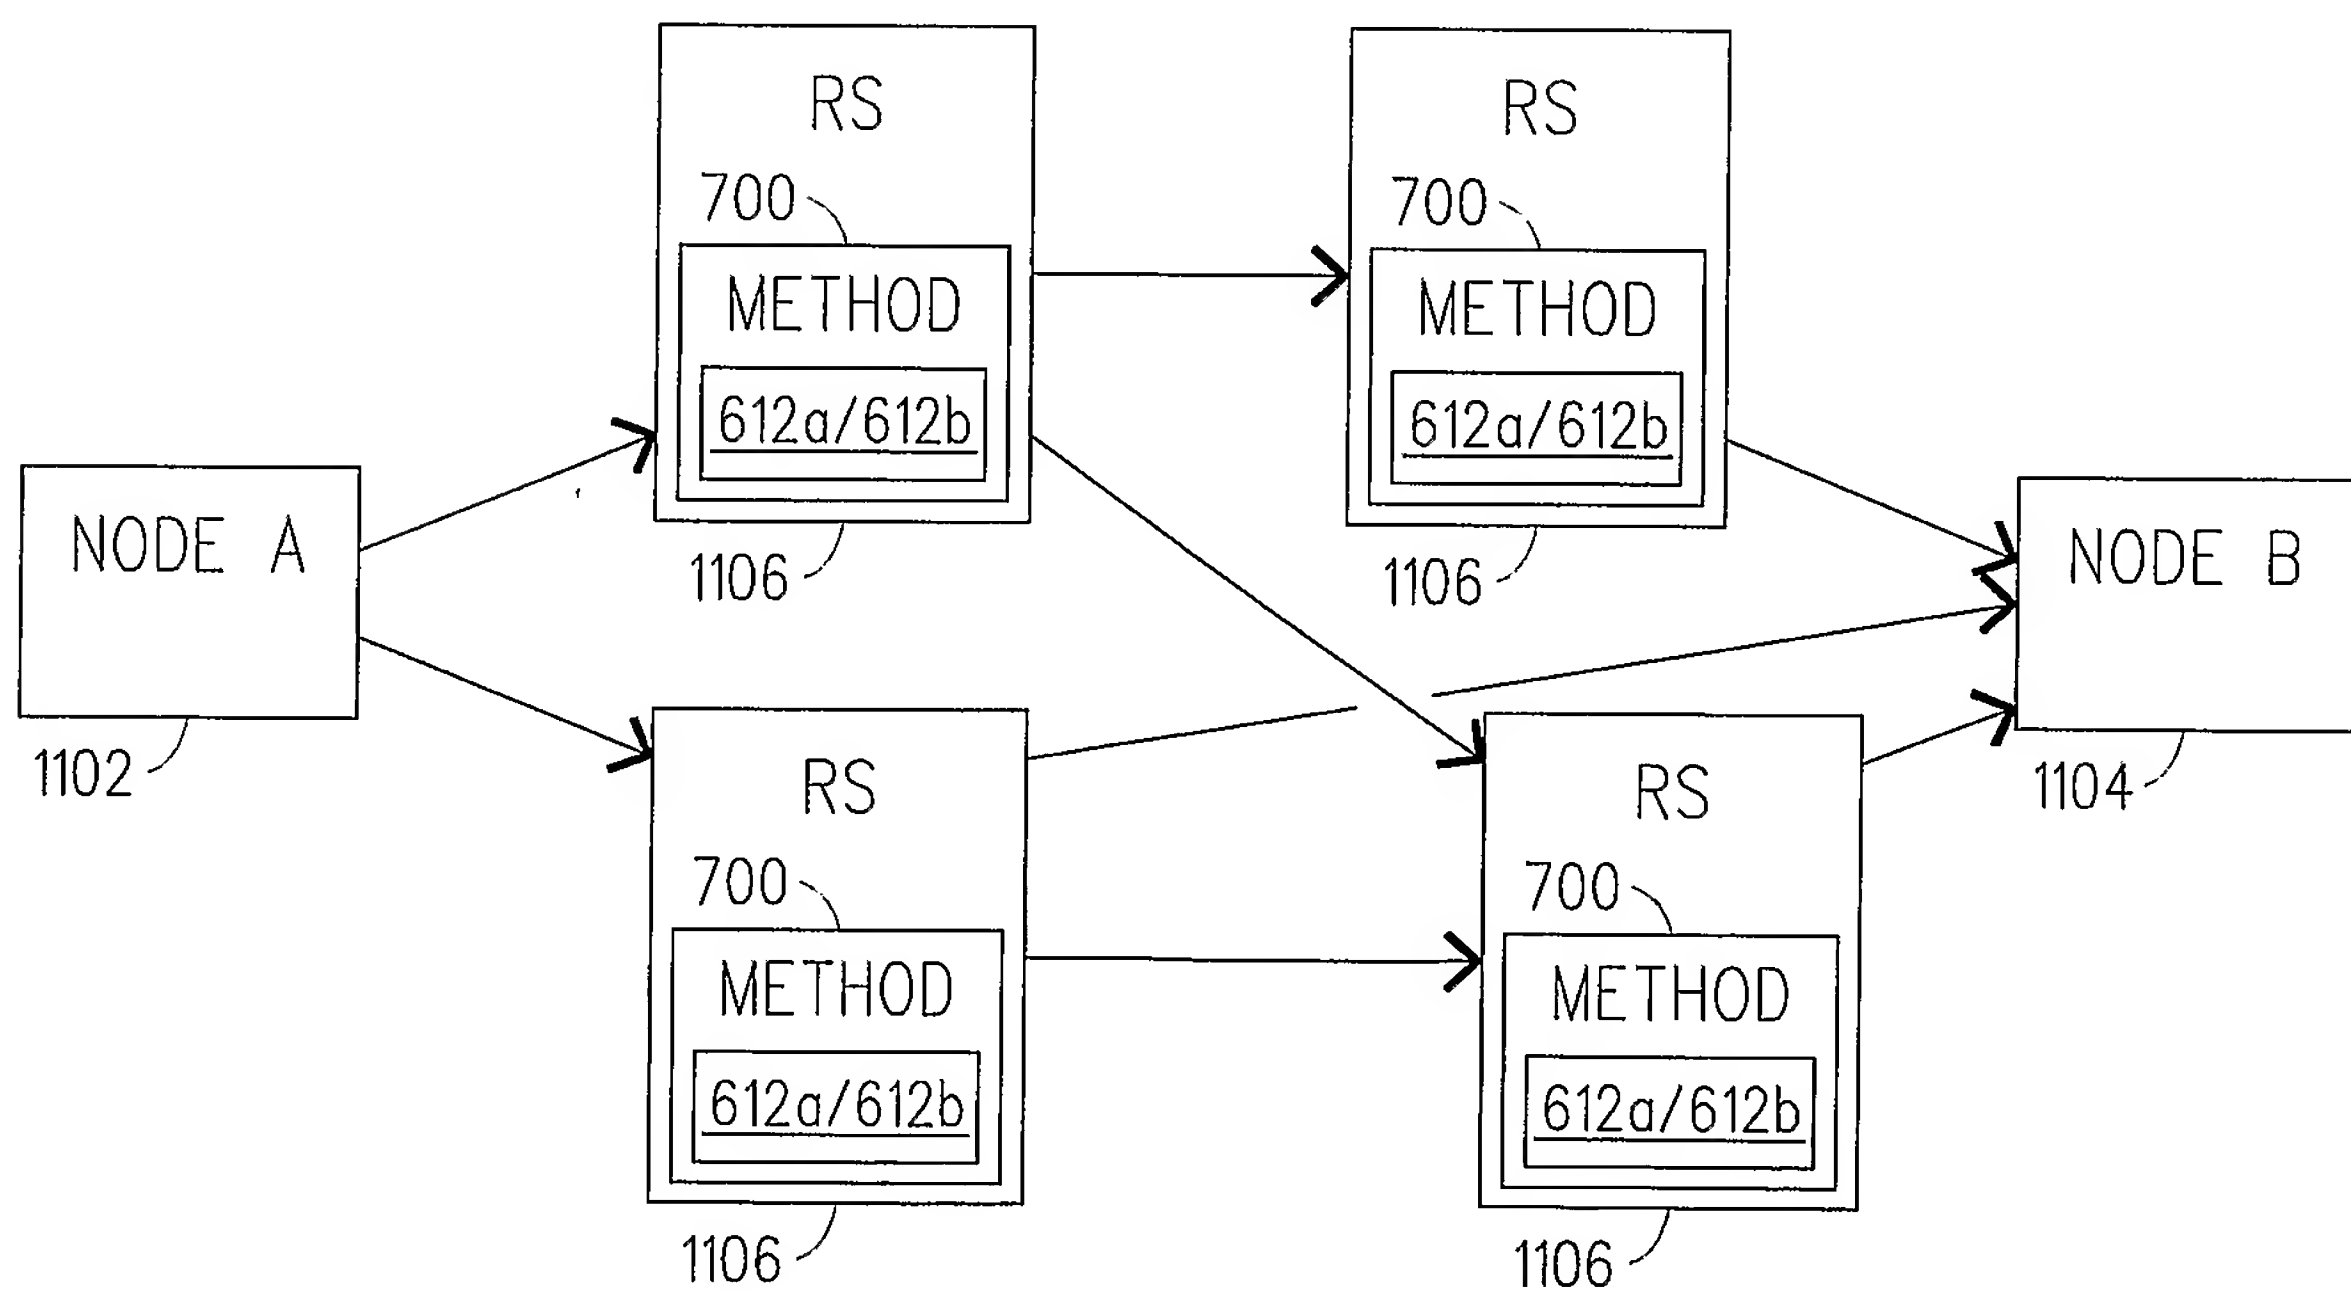 RS
700
METHOD
612a/612b
1106
RS
700
METHOD
612a/612b
1106
NODE A
1102
NODE B
1104
RS
700
METHOD
612a/612b
1106
RS
700
METHOD
612a/612b
1106